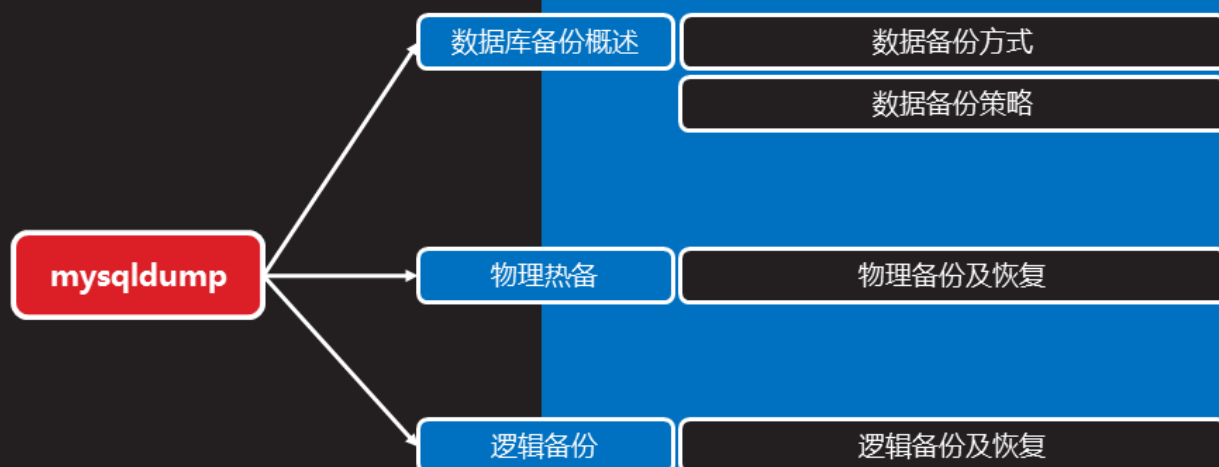 数据库备份概述
数据备份方式
数据备份策略
mysqldump
物理热备
物理备份及恢复
逻辑备份
逻辑备份及恢复